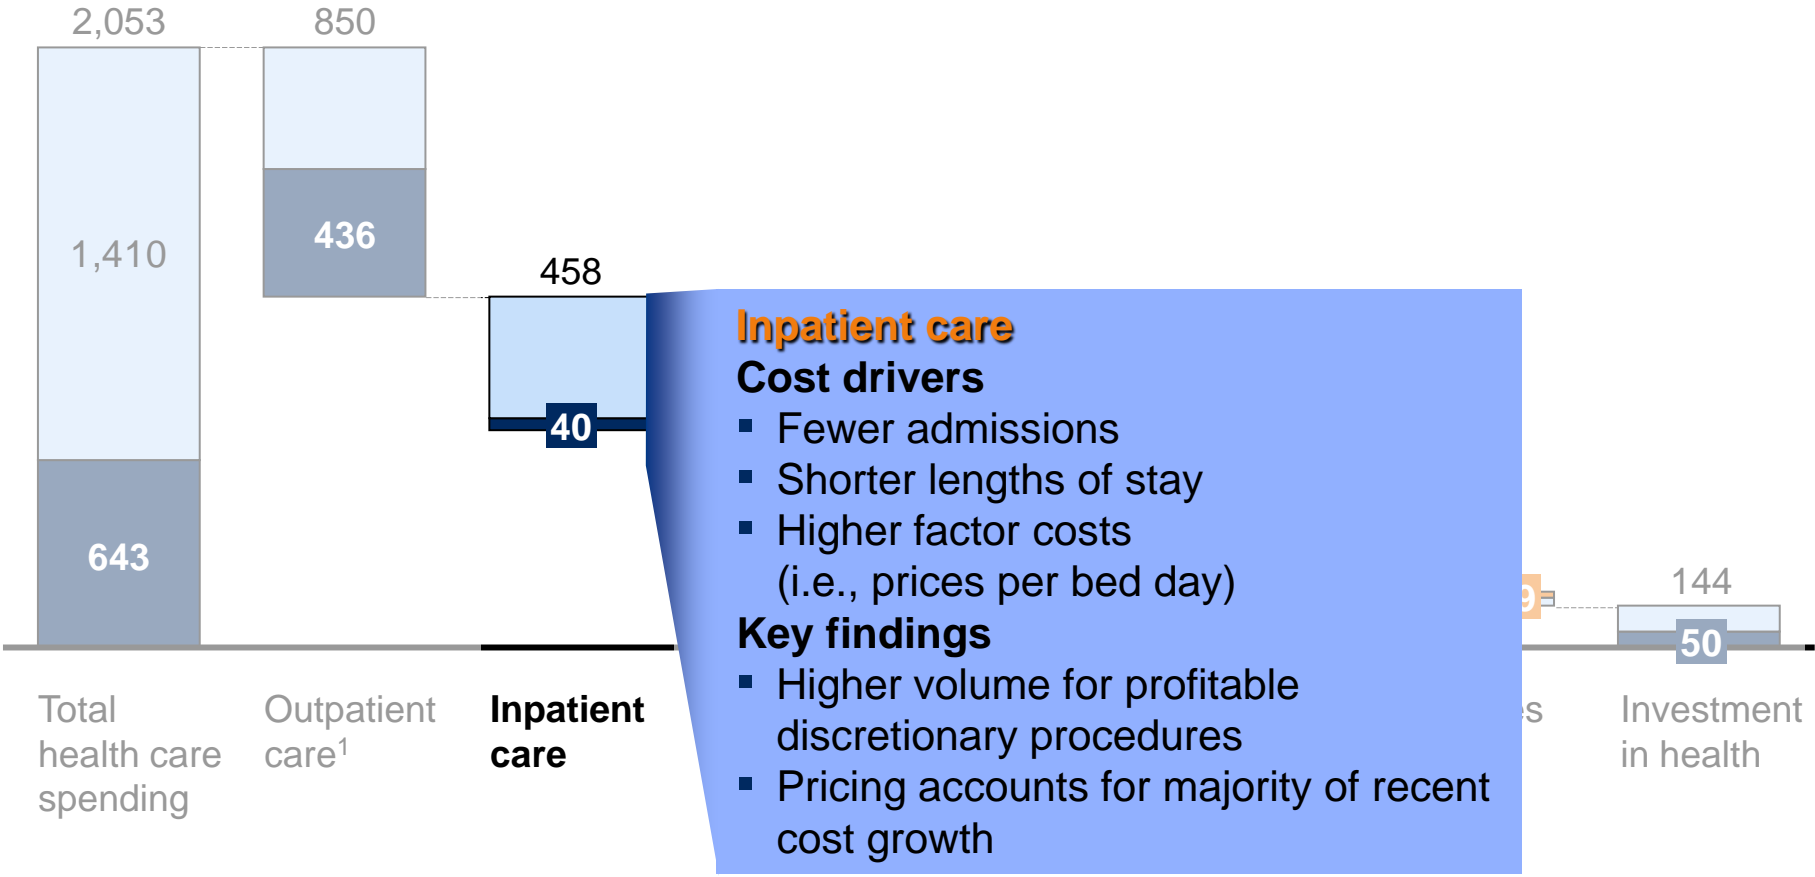 2,053
850
1,410
436
458
643
40
Inpatient care
Cost drivers
▪ Fewer admissions
▪ Shorter lengths of stay
▪ Higher factor costs
(i.e., prices per bed day)
Key findings
▪ Higher volume for profitable
discretionary procedures
▪ Pricing accounts for majority of recent
cost growth
9
144
50
Total
health care
spending
Outpatient
care¹
Inpatient
care
Investment
in health